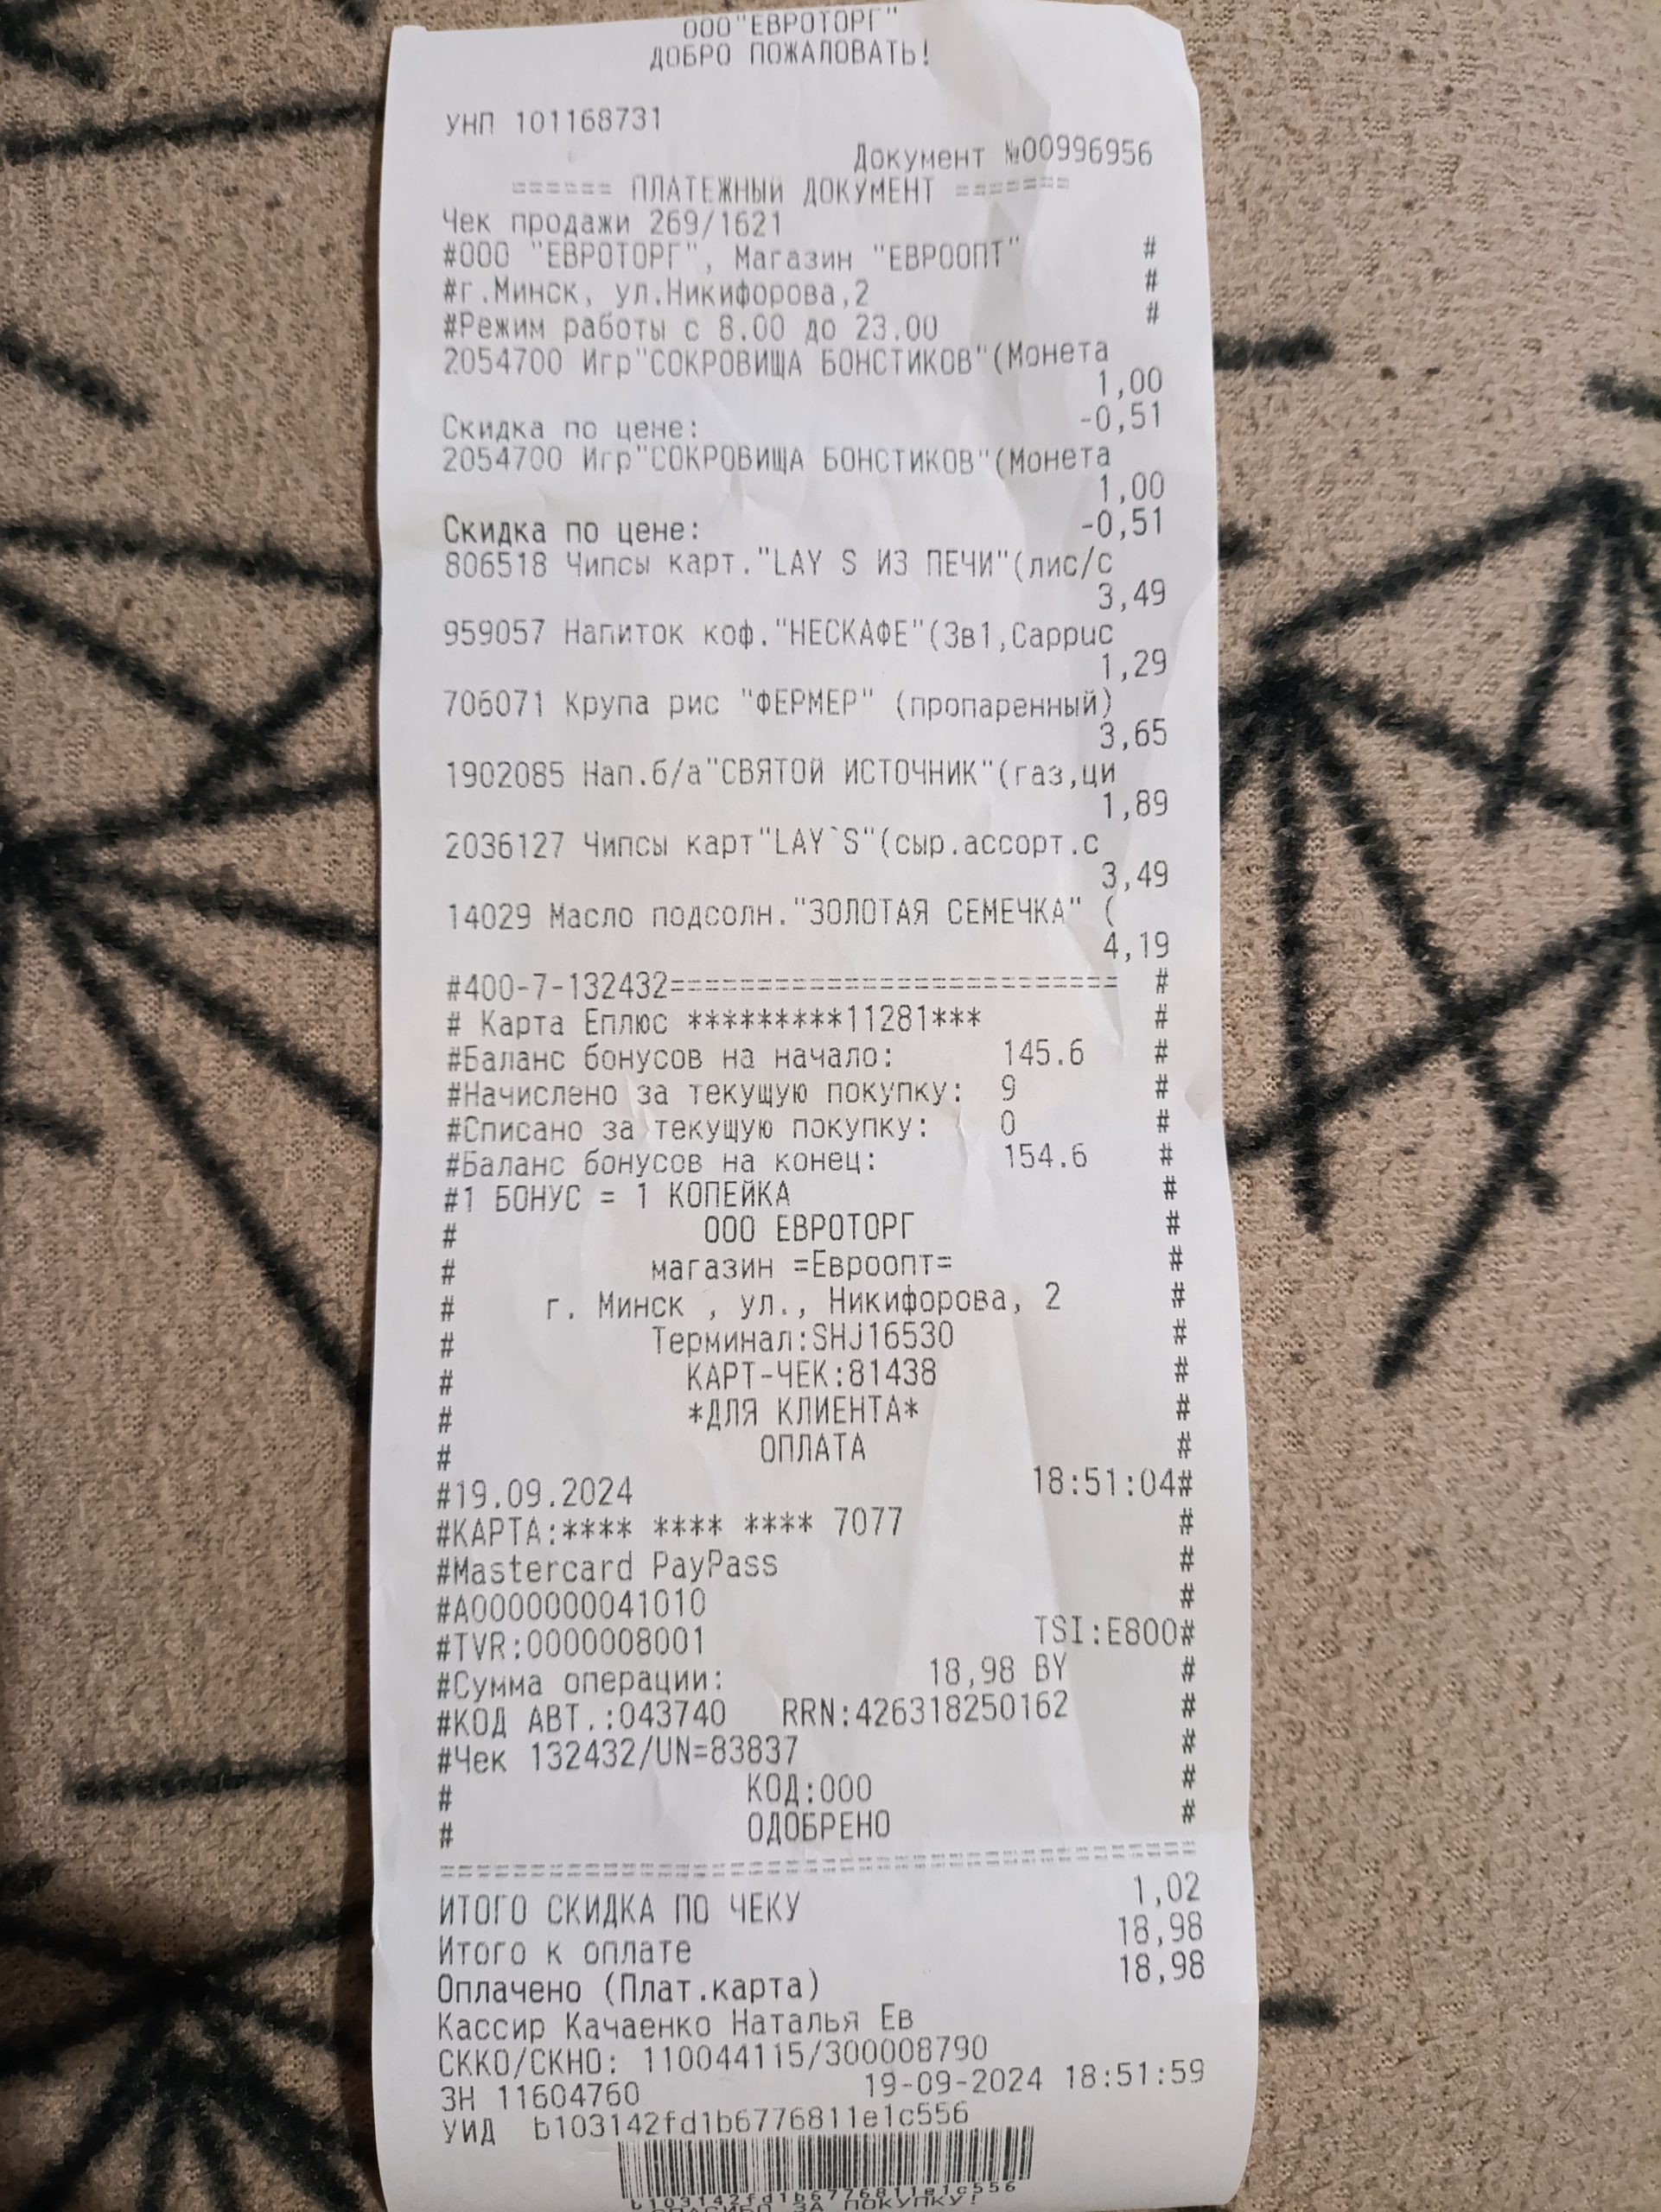 ООО"ЕВРОТОРГ"
ДОБРО ПОЖАЛОВАТЬ!
УНП 101168731
Документ №00996956
====== ПЛАТЕЖНЫЙ ДОКУМЕНТ =======
Чек продажи 269/1621
#ООО "ЕВРОТОРГ", Магазин "ЕВРООПТ" #
#г.Минск, ул.Никифорова,2 #
#Режим работы с 8.00 до 23.00 #
2054700 Игр"СОКРОВИЩА БОНСТИКОВ"(Монета
1,00
Скидка по цене: -0,51
2054700 Игр"СОКРОВИЩА БОНСТИКОВ"(Монета
1,00
Скидка по цене: -0,51
806518 Чипсы карт."LAY S ИЗ ПЕЧИ"(лис/с
3,49
959057 Напиток коф."НЕСКАФЕ"(3в1,Cappuc
1,29
706071 Крупа рис "ФЕРМЕР" (пропаренный)
3,65
1902085 Нап.б/а"СВЯТОЙ ИСТОЧНИК"(газ,ци
1,89
2036127 Чипсы карт"LAY`S"(сыр.ассорт.с
3,49
14029 Масло подсолн."ЗОЛОТАЯ СЕМЕЧКА" (
4,19
#400-7-132432========================== #
# Карта Еплюс *********11281*** #
#Баланс бонусов на начало: 145.6 #
#Начислено за текущую покупку: 9 #
#Списано за текущую покупку: 0 #
#Баланс бонусов на конец: 154.6 #
#1 БОНУС = 1 КОПЕЙКА #
# ООО ЕВРОТОРГ #
# магазин =Евроопт= #
# г. Минск , ул., Никифорова, 2 #
# Терминал:SHJ16530 #
# КАРТ-ЧЕК:81438 #
# *ДЛЯ КЛИЕНТА* #
# ОПЛАТА #
#19.09.2024 18:51:04#
#КАРТА:**** **** **** 7077 #
#Mastercard PayPass #
#A0000000041010 #
#TVR:0000008001 TSI:E800#
#Сумма операции: 18,98 BY #
#КОД АВТ.:043740 RRN:426318250162 #
#Чек 132432/UN=83837 #
# КОД:000 #
# ОДОБРЕНО #
===========================================
ИТОГО СКИДКА ПО ЧЕКУ 1,02
Итого к оплате 18,98
Оплачено (Плат.карта) 18,98
Кассир Качаенко Наталья Ев
СККО/СКНО: 110044115/300008790
ЗН 11604760 19-09-2024 18:51:59
УИД b103142fd1b6776811e1c556
b103142fd1b6776811e1c556
СПАСИБО ЗА ПОКУПКУ!